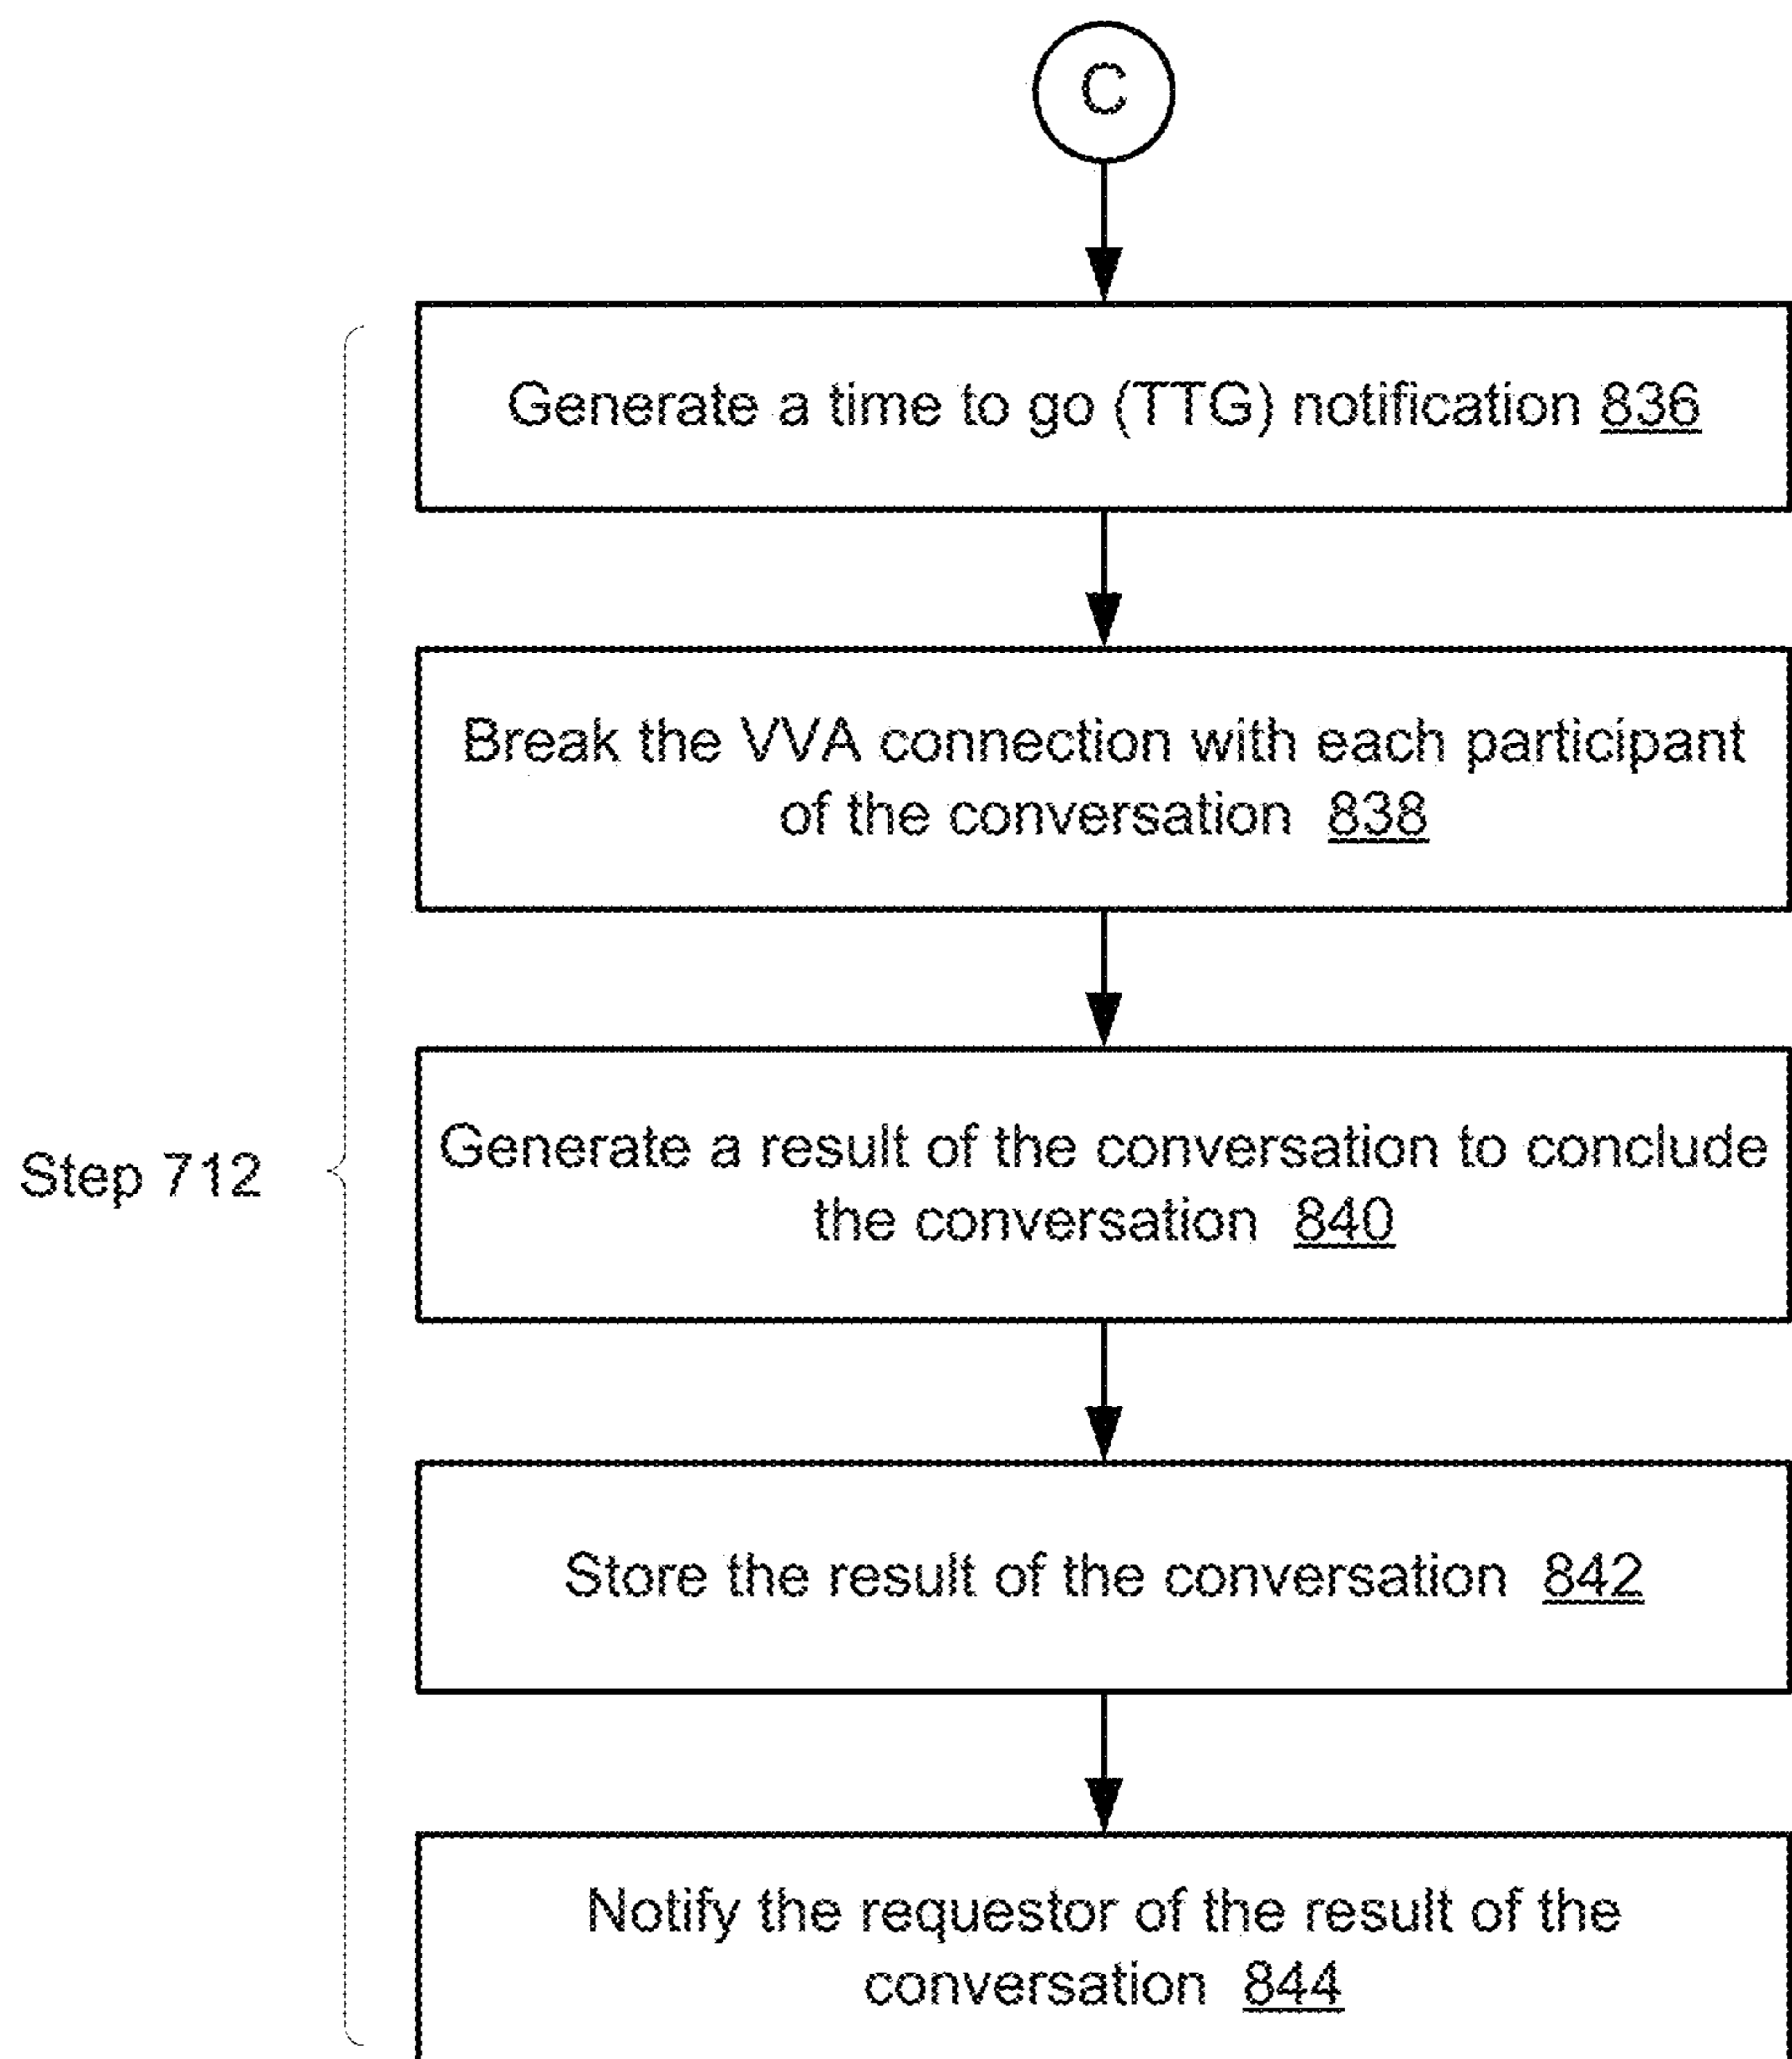 C
Generate a time to go (TTG) notification 836
Break the VVA connection with each participant
of the conversation 838
Step 712
Generate a result of the conversation to conclude
the conversation 840
Store the result of the conversation 842
Notify the requestor of the result of the
conversation 844